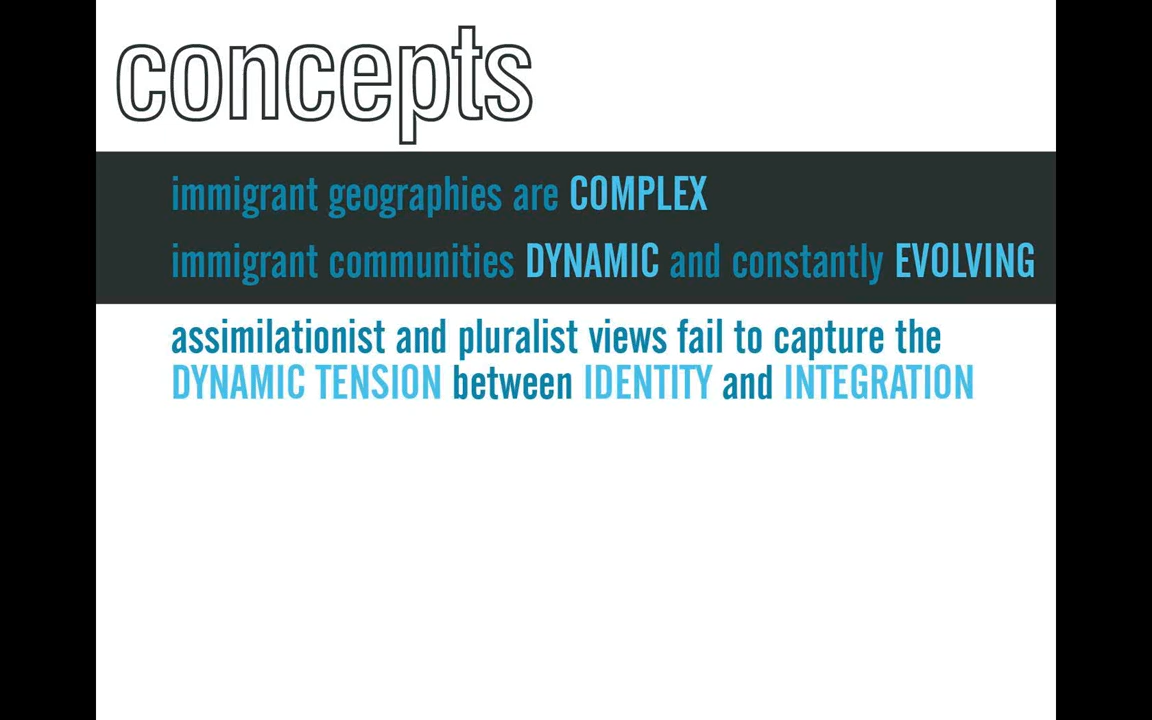 concepts
immigrant geographies are COMPLEX
immigrant communities DYNAMIC and constantly EVOLVING
assimilationist and pluralist views fail to capture the
DYNAMIC TENSION between IDENTITY and INTEGRATION